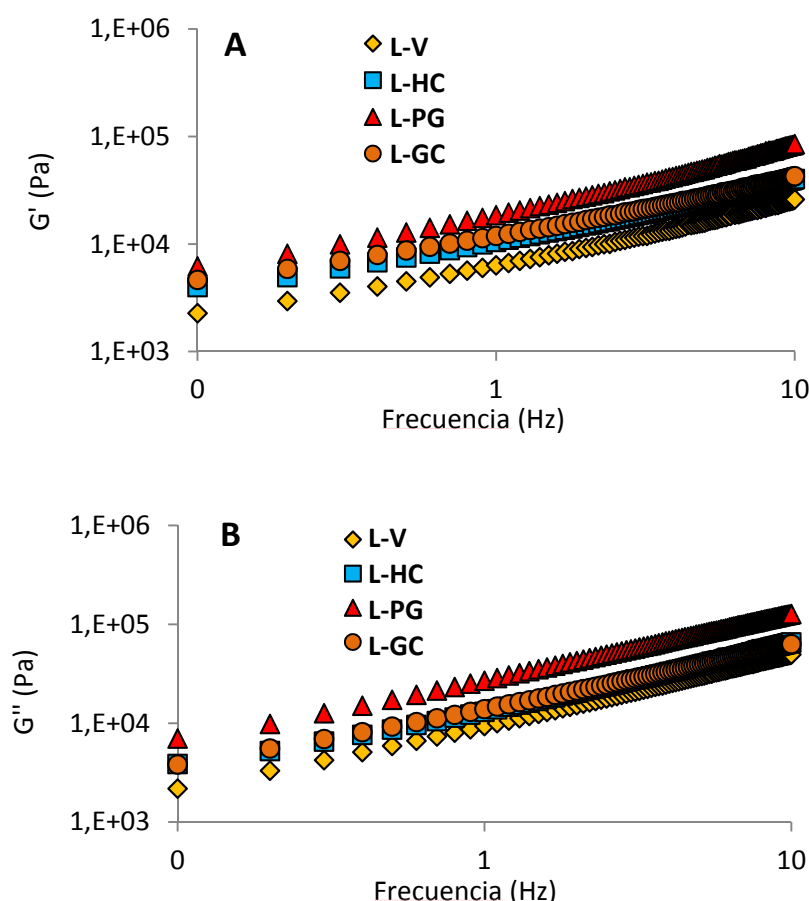 A
L-V
L-HC
L-PG
L-GC
G' (Pa)
1,E+06
1,E+05
1,E+04
1,E+03
0
1
10
Frecuencia (Hz)
B
L-V
L-HC
L-PG
L-GC
G'' (Pa)
1,E+06
1,E+05
1,E+04
1,E+03
0
1
10
Frecuencia (Hz)